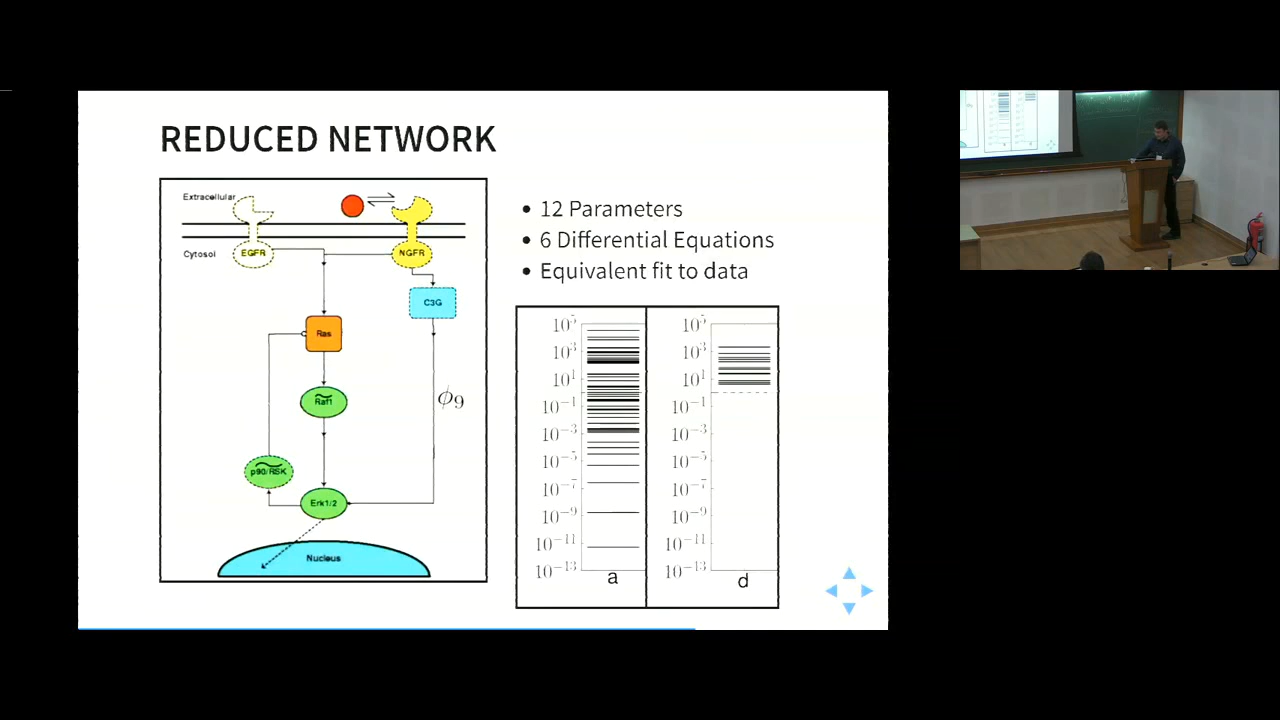 REDUCED NETWORK
Extracellular
Cytosol
EGFR
NGFR
C3G
Ras
Raf1
ϕ9
p90/RSK
Erk1/2
Nucleus
12 Parameters
6 Differential Equations
Equivalent fit to data
10^5
10^3
10^1
10^-1
10^-3
10^-5
10^-7
10^-9
10^-11
10^-13
a
10^5
10^3
10^1
10^-1
10^-3
10^-5
10^-7
10^-9
10^-11
10^-13
d